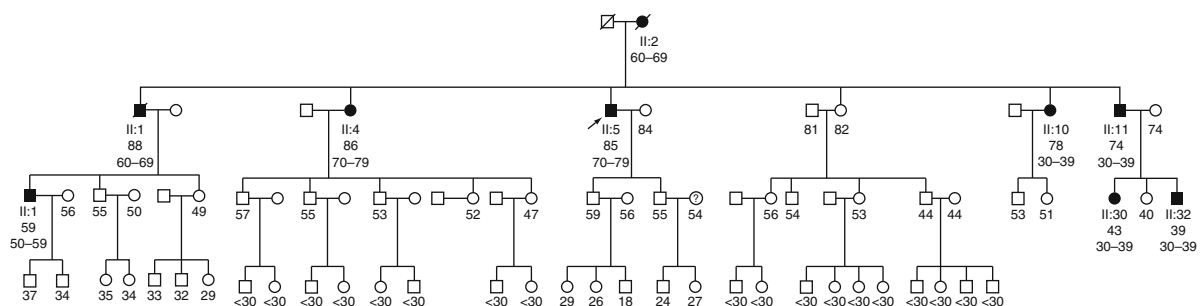 II:2
60–69
II:1 II:4 II:5 84 81 82 II:10 II:11 74
88 86 85 78 74
60–69 70–79 70–79 30–39 30–39
?
II:1 56 55 50 49 57 55 53 52 47 59 56 55 54 56 54 53 44 44 53 51 II:30 40 II:32
59 43 39
50–59 30–39 30–39
37 34 35 34 33 32 29 <30 <30 <30 <30 <30 <30 <30 <30 29 26 18 24 27 <30 <30 <30 <30 <30 <30 <30 <30 <30 <30